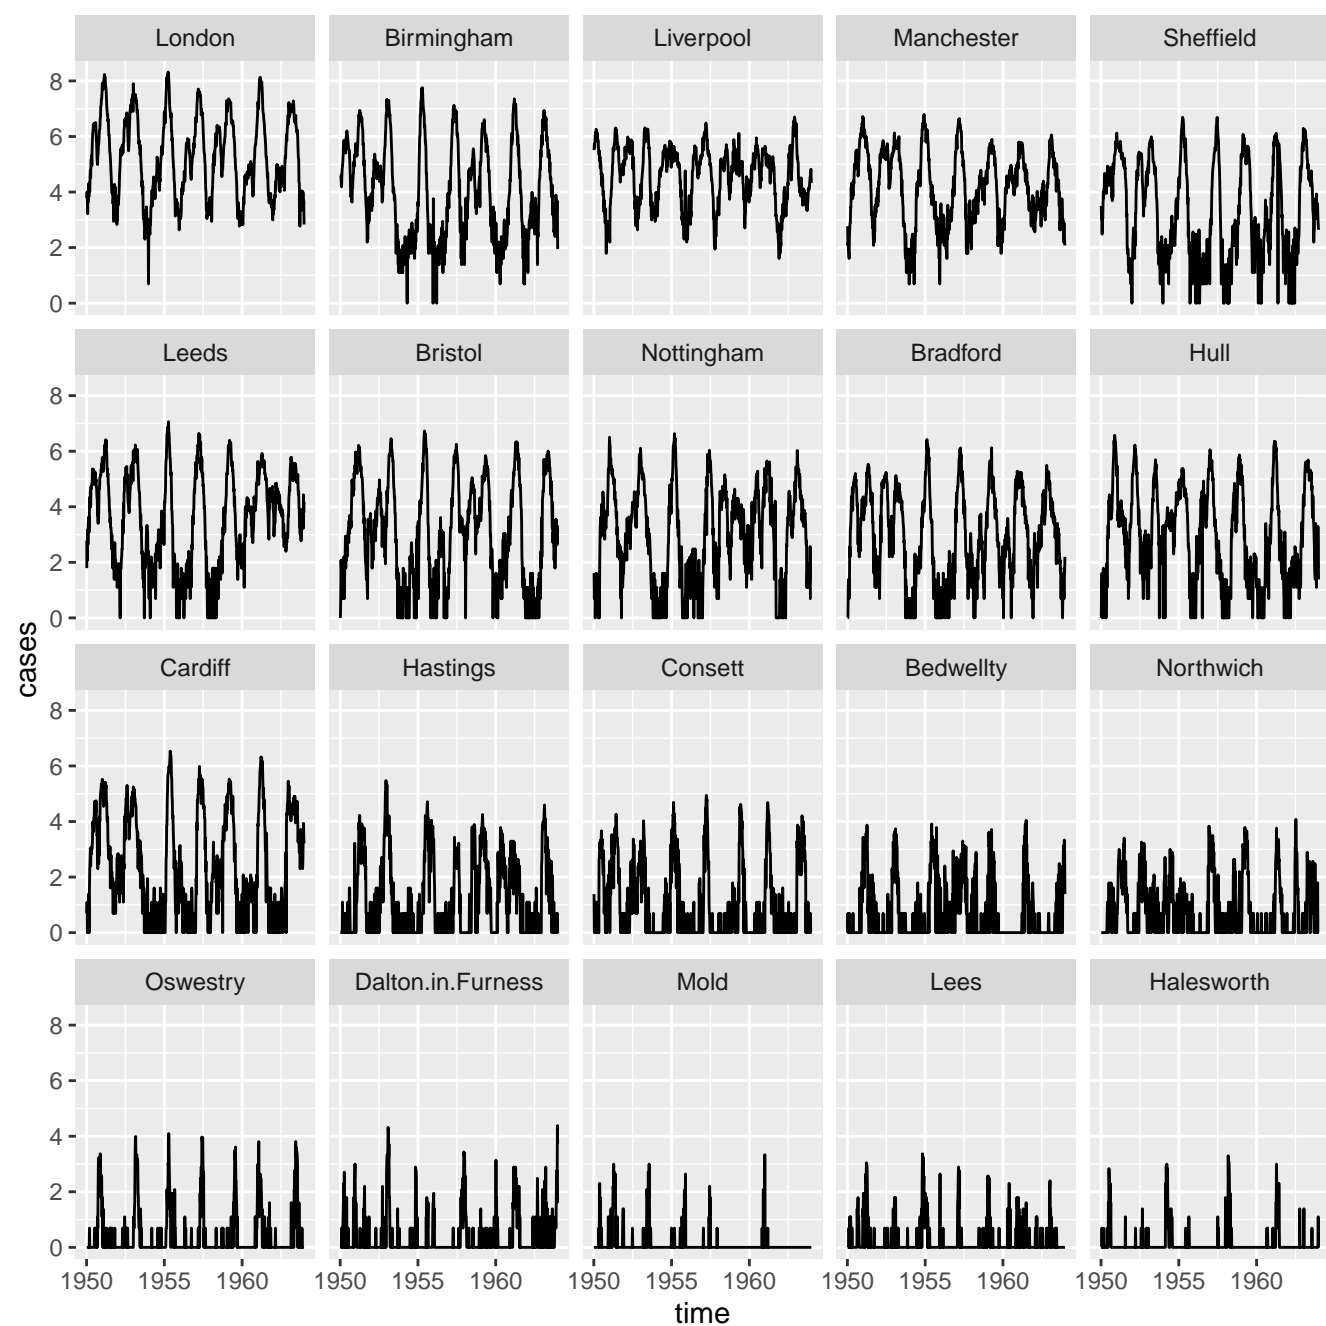 London Birmingham Liverpool Manchester Sheffield
8
6
4
2
0
Leeds Bristol Nottingham Bradford Hull
8
6
4
2
0
cases
Cardiff Hastings Consett Bedwellty Northwich
8
6
4
2
0
Oswestry Dalton.in.Furness Mold Lees Halesworth
8
6
4
2
0
1950 1955 1960 1950 1955 1960 1950 1955 1960 1950 1955 1960 1950 1955 1960
time